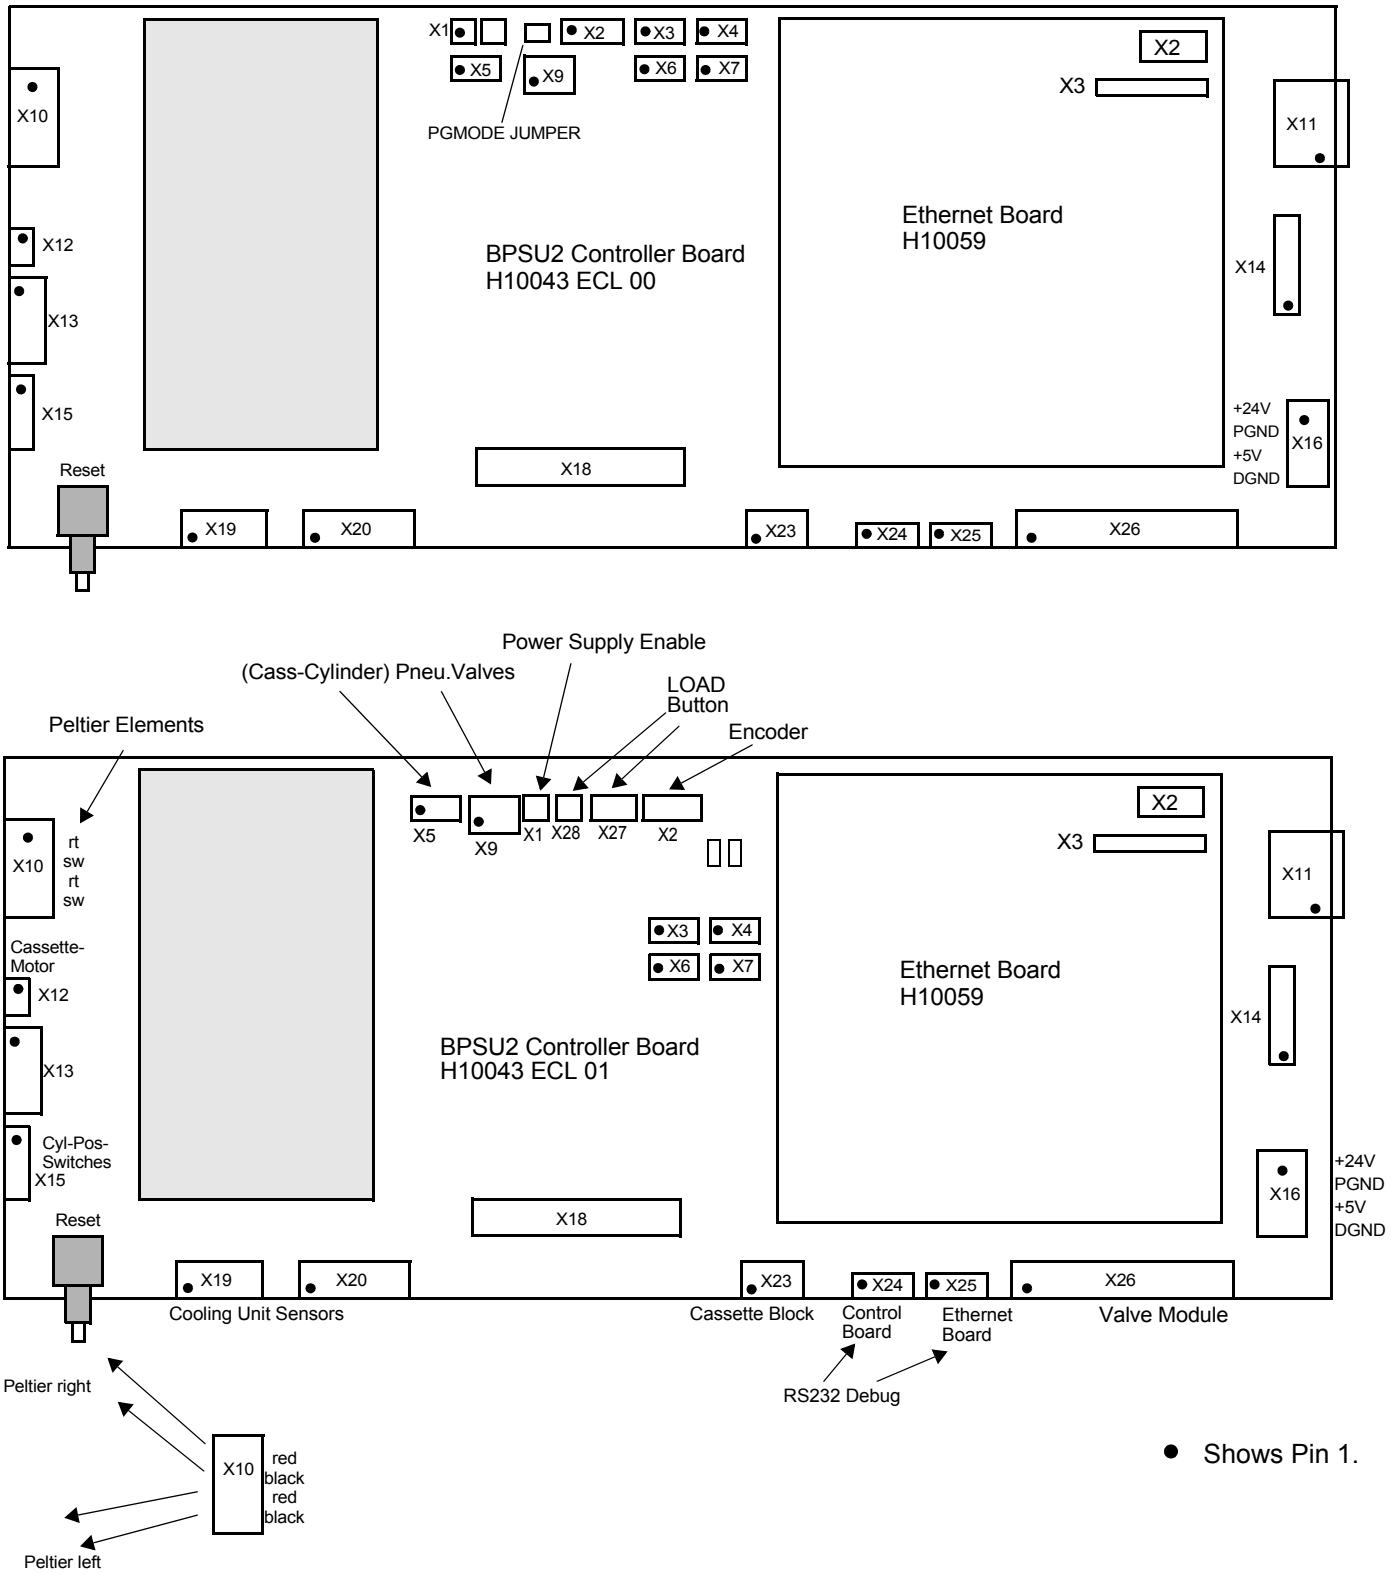 X1
X2
X3
X4
X5
X9
X6
X7
PGMODE JUMPER
X2
X3
X10
X11
Ethernet Board
H10059
X12
BPSU2 Controller Board
H10043 ECL 00
X14
X13
X15
+24V
PGND
+5V
DGND
X16
Reset
X18
X19
X20
X23
X24
X25
X26
Power Supply Enable
(Cass-Cylinder) Pneu.Valves
LOAD
Button
Peltier Elements
Encoder
X5
X9
X1
X28
X27
X2
X2
X3
X10
rt
sw
rt
sw
X11
X3
X4
X6
X7
Cassette-
Motor
X12
Ethernet Board
H10059
X14
BPSU2 Controller Board
H10043 ECL 01
X13
Cyl-Pos-
Switches
X15
X16
+24V
PGND
+5V
DGND
Reset
X18
X19
X20
X23
X24
X25
X26
Cooling Unit Sensors
Cassette Block
Control
Board
Ethernet
Board
Valve Module
RS232 Debug
Peltier right
X10
red
black
red
black
Peltier left
Shows Pin 1.